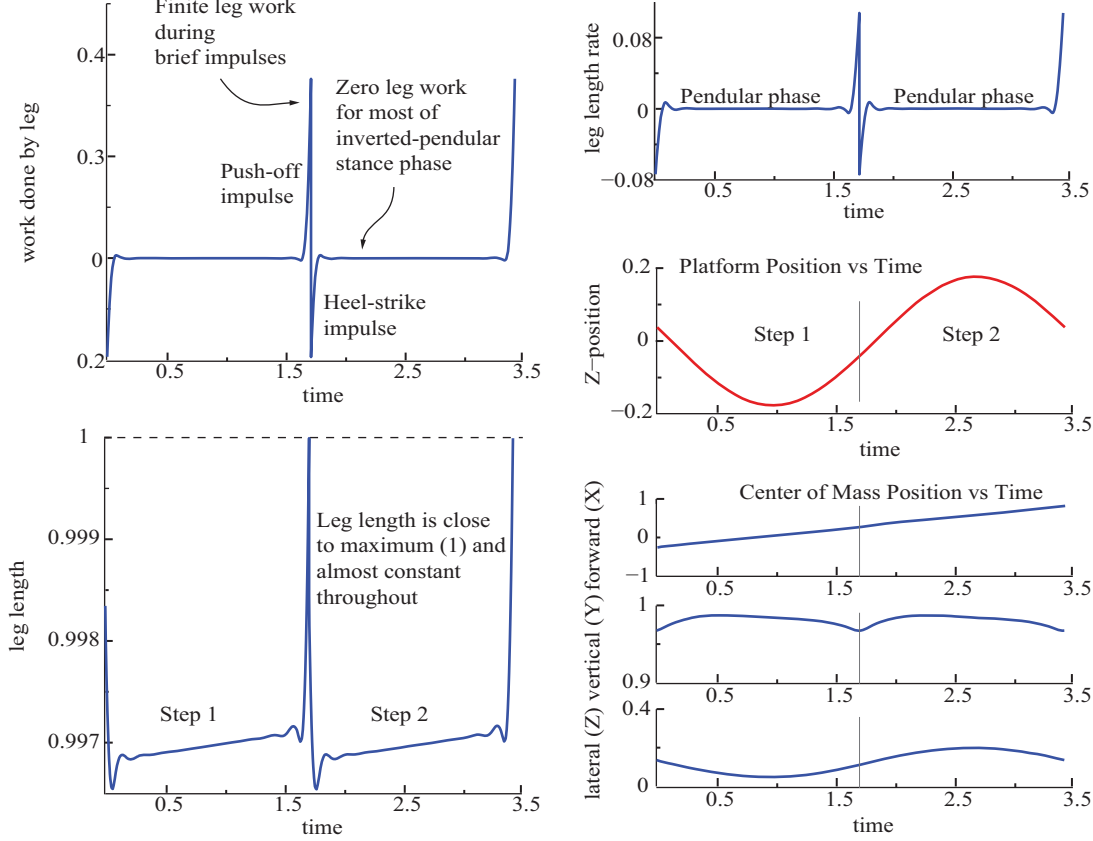 Finite leg work
during
brief impulses
Zero leg work
for most of
inverted-pendular
stance phase
Push-off
impulse
Heel-strike
impulse
work done by leg
0.4
0.3
0
0.2
0.5
1.5
2.5
3.5
time
leg length rate
0.08
0
−0.08
Pendular phase
Pendular phase
0.5
1.5
2.5
3.5
time
Platform Position vs Time
Z−position
0.2
0
−0.2
Step 1
Step 2
0.5
1.5
2.5
3.5
time
leg length
1
0.999
0.998
0.997
Leg length is close
to maximum (1) and
almost constant
throughout
Step 1
Step 2
0.5
1.5
2.5
3.5
time
Center of Mass Position vs Time
lateral (Z) vertical (Y) forward (X)
1
0
−1
0.5
1.5
2.5
3.5
1
0.9
0.5
1.5
2.5
3.5
0.4
0
0.5
1.5
2.5
3.5
time